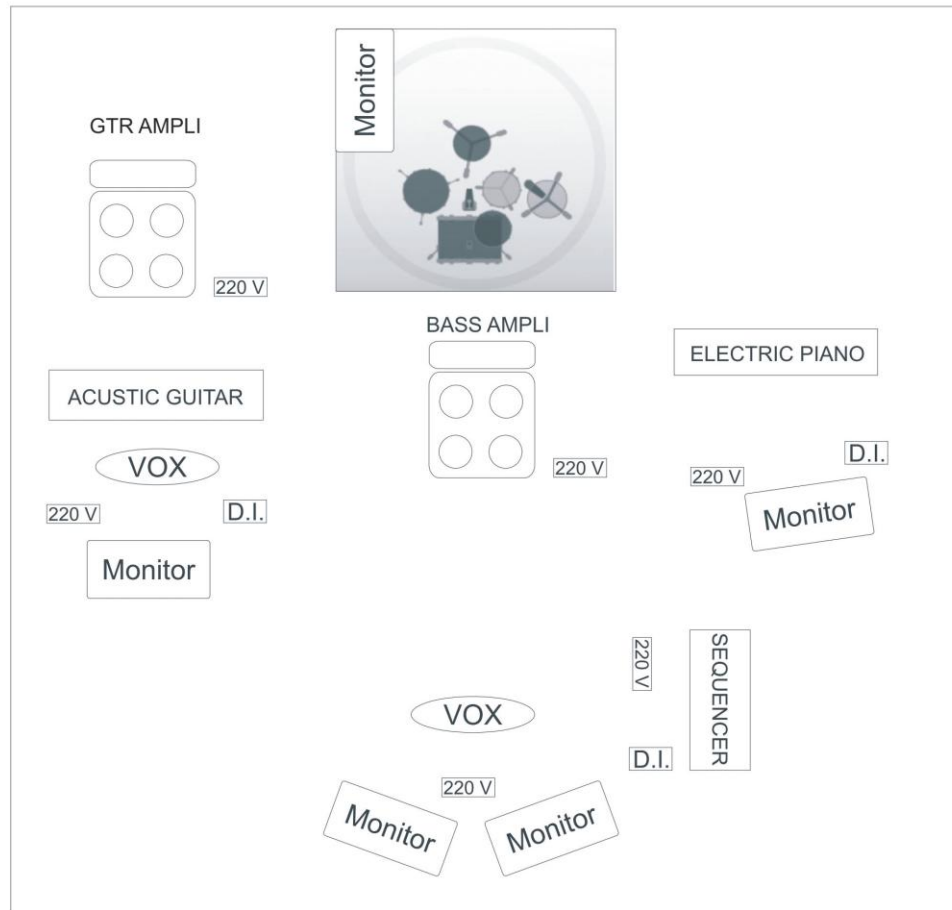 Monitor
GTR AMPLI
220 V
BASS AMPLI
ELECTRIC PIANO
ACUSTIC GUITAR
VOX
220 V
D.I.
220 V
220 V
D.I.
Monitor
Monitor
220 V
SEQUENCER
VOX
D.I.
220 V
Monitor
Monitor